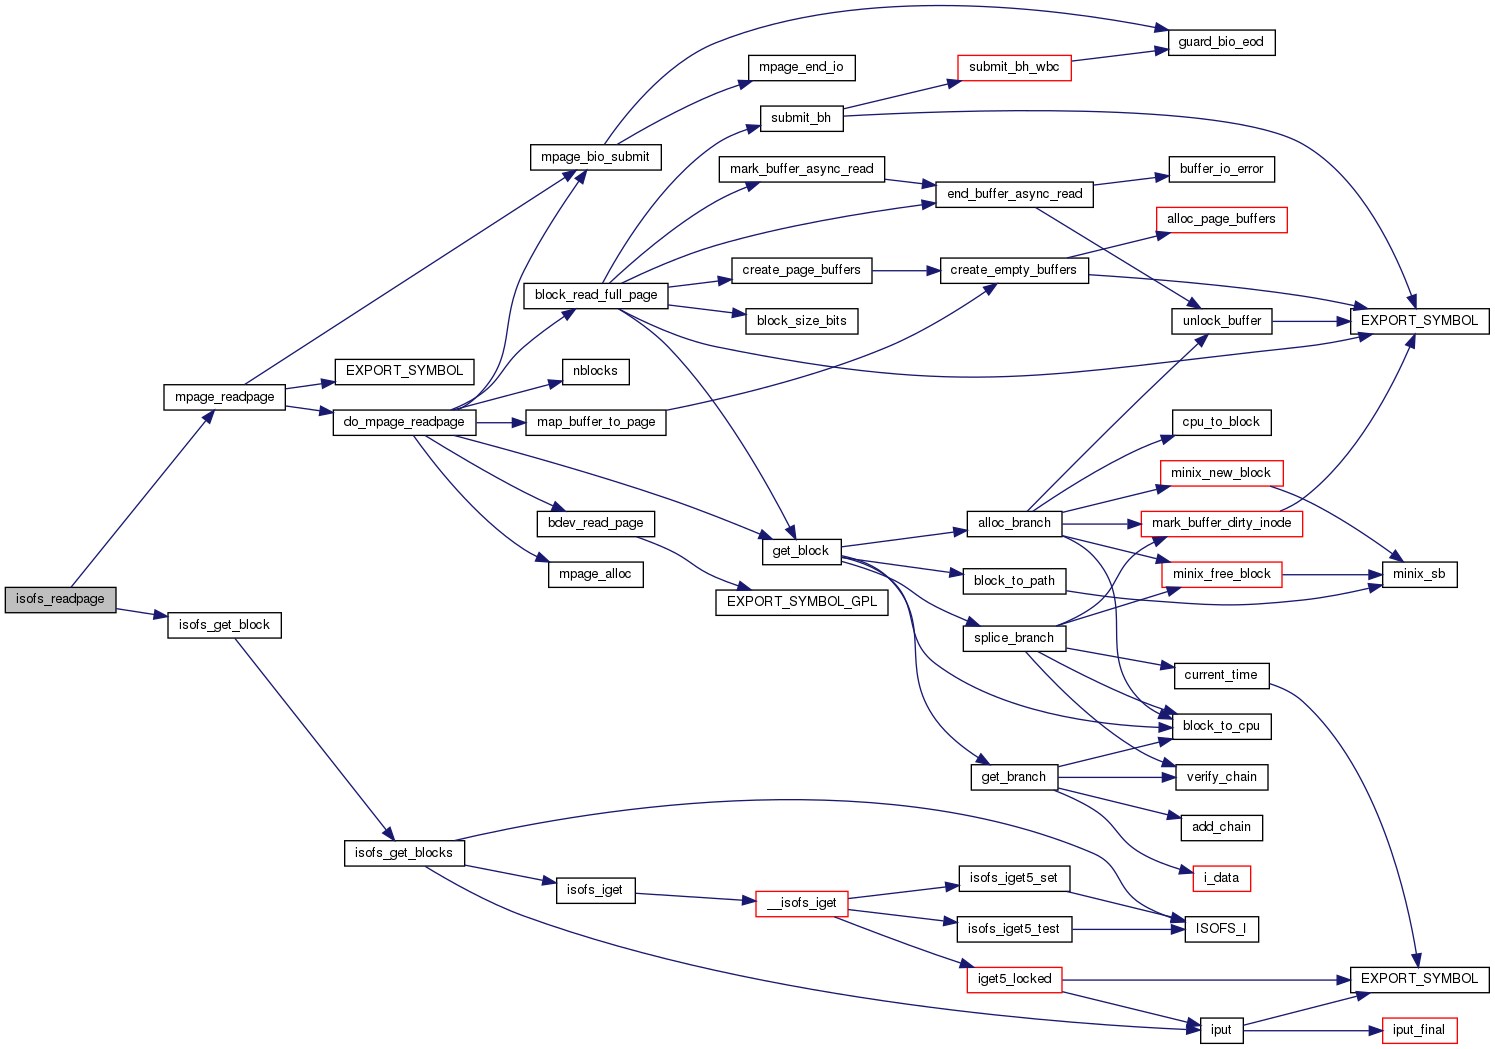 guard_bio_eod
mpage_end_io
submit_bh_wbc
submit_bh
mpage_bio_submit
mark_buffer_async_read
buffer_io_error
end_buffer_async_read
alloc_page_buffers
create_page_buffers
create_empty_buffers
block_read_full_page
block_size_bits
unlock_buffer
EXPORT_SYMBOL
EXPORT_SYMBOL
nblocks
mpage_readpage
do_mpage_readpage
map_buffer_to_page
cpu_to_block
minix_new_block
bdev_read_page
alloc_branch
mark_buffer_dirty_inode
get_block
mpage_alloc
block_to_path
minix_free_block
minix_sb
isofs_readpage
EXPORT_SYMBOL_GPL
isofs_get_block
splice_branch
current_time
block_to_cpu
get_branch
verify_chain
add_chain
isofs_get_blocks
isofs_iget
isofs_iget5_set
i_data
__isofs_iget
isofs_iget5_test
ISOFS_I
iget5_locked
EXPORT_SYMBOL
iput
iput_final